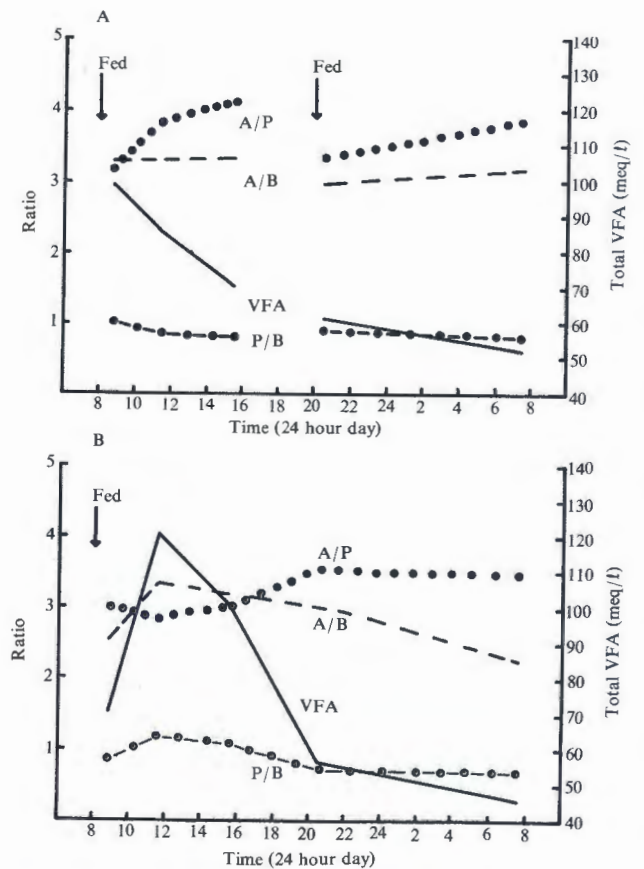 A
5
4
3
2
1
Ratio
Fed
Fed
A/P
A/B
VFA
P/B
140
130
120
110
100
90
80
70
60
50
40
Total VFA (meq/l)
8 10 12 14 16 18 20 22 24 2 4 6 8
Time (24 hour day)
B
5
4
3
2
1
Ratio
Fed
A/P
A/B
VFA
P/B
140
130
120
110
100
90
80
70
60
50
40
Total VFA (meq/l)
8 10 12 14 16 18 20 22 24 2 4 6 8
Time (24 hour day)